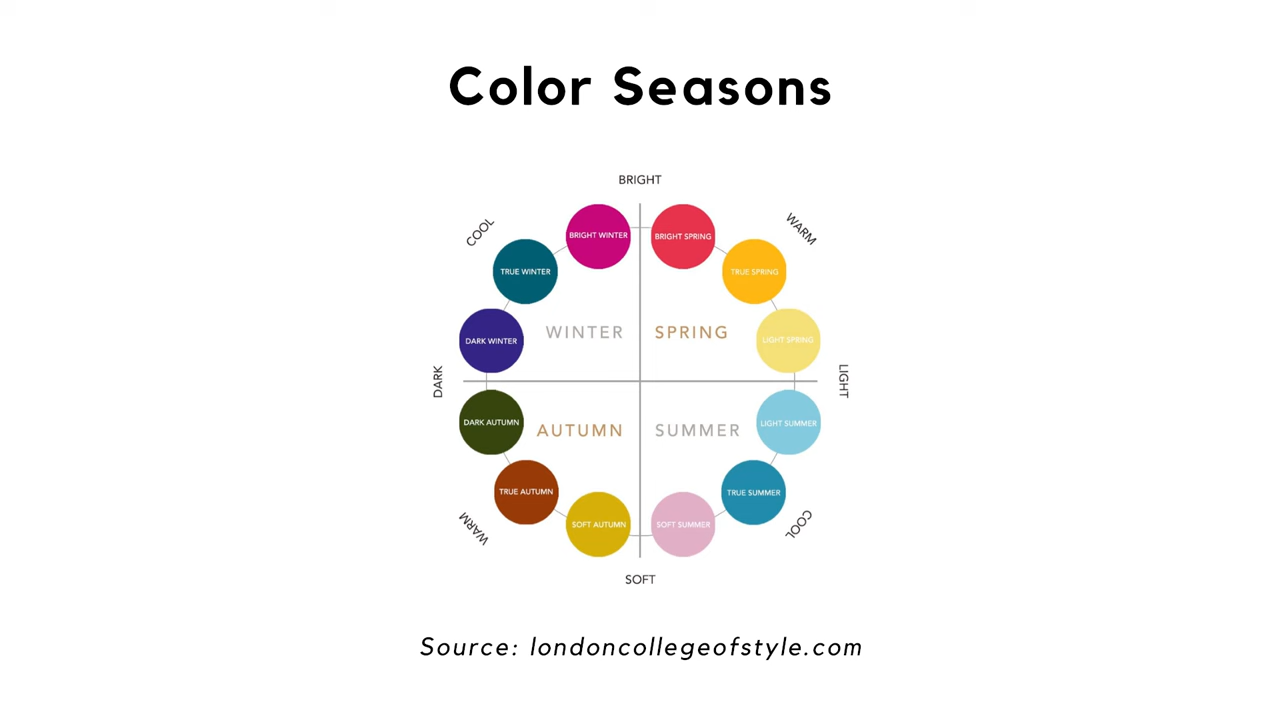 Color Seasons
BRIGHT
COOL
WARM
BRIGHT WINTER
BRIGHT SPRING
TRUE WINTER
TRUE SPRING
WINTER
SPRING
DARK WINTER
LIGHT SPRING
DARK
LIGHT
DARK AUTUMN
LIGHT SUMMER
AUTUMN
SUMMER
TRUE AUTUMN
TRUE SUMMER
WARM
COOL
SOFT AUTUMN
SOFT SUMMER
SOFT
Source: londoncollegeofstyle.com